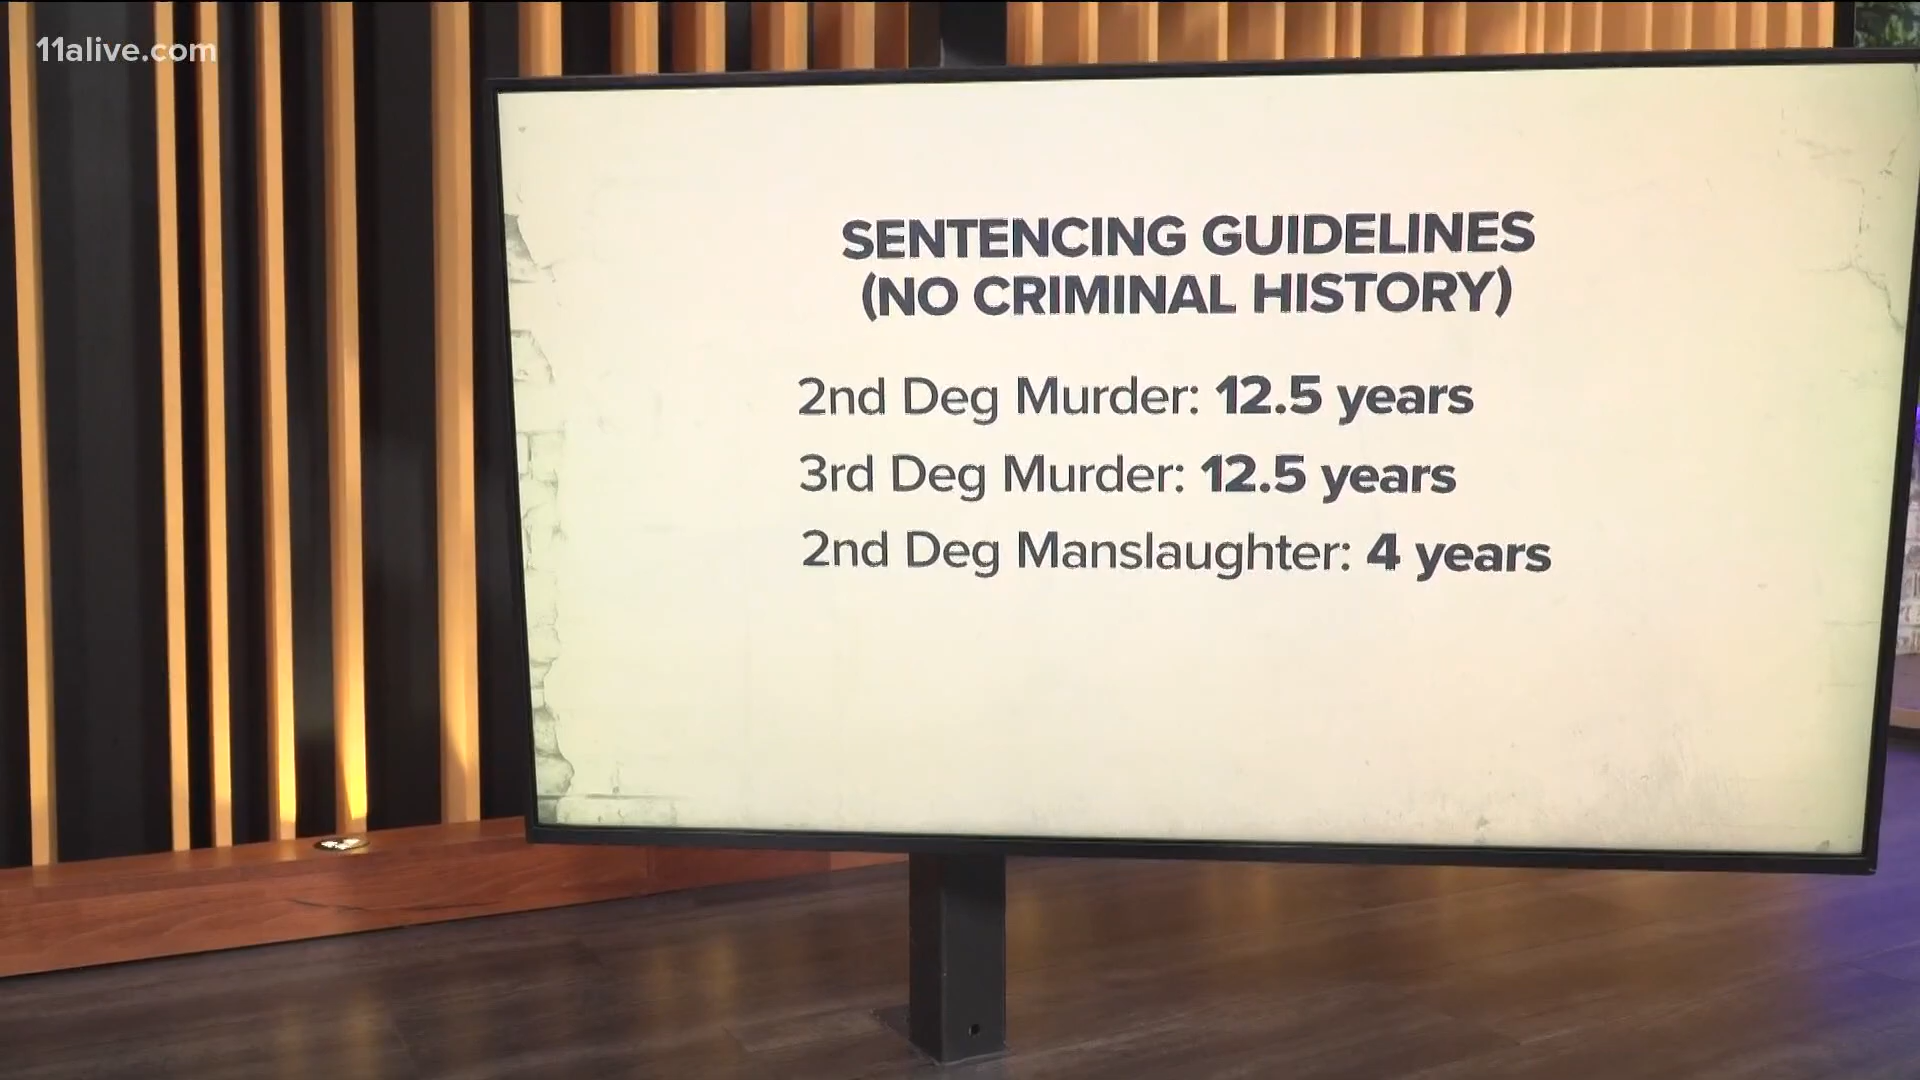 11alive.com
SENTENCING GUIDELINES
(NO CRIMINAL HISTORY)
2nd Deg Murder: 12.5 years
3rd Deg Murder: 12.5 years
2nd Deg Manslaughter: 4 years